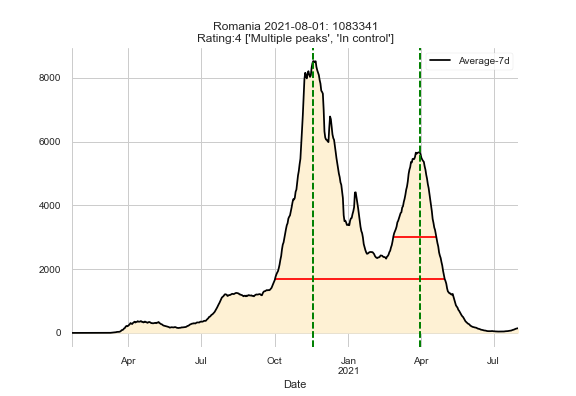 Romania 2021-08-01: 1083341
Rating:4 ['Multiple peaks', 'In control']
Average-7d
8000
6000
4000
2000
0
Apr
Jul
Oct
Jan
2021
Apr
Jul
Date